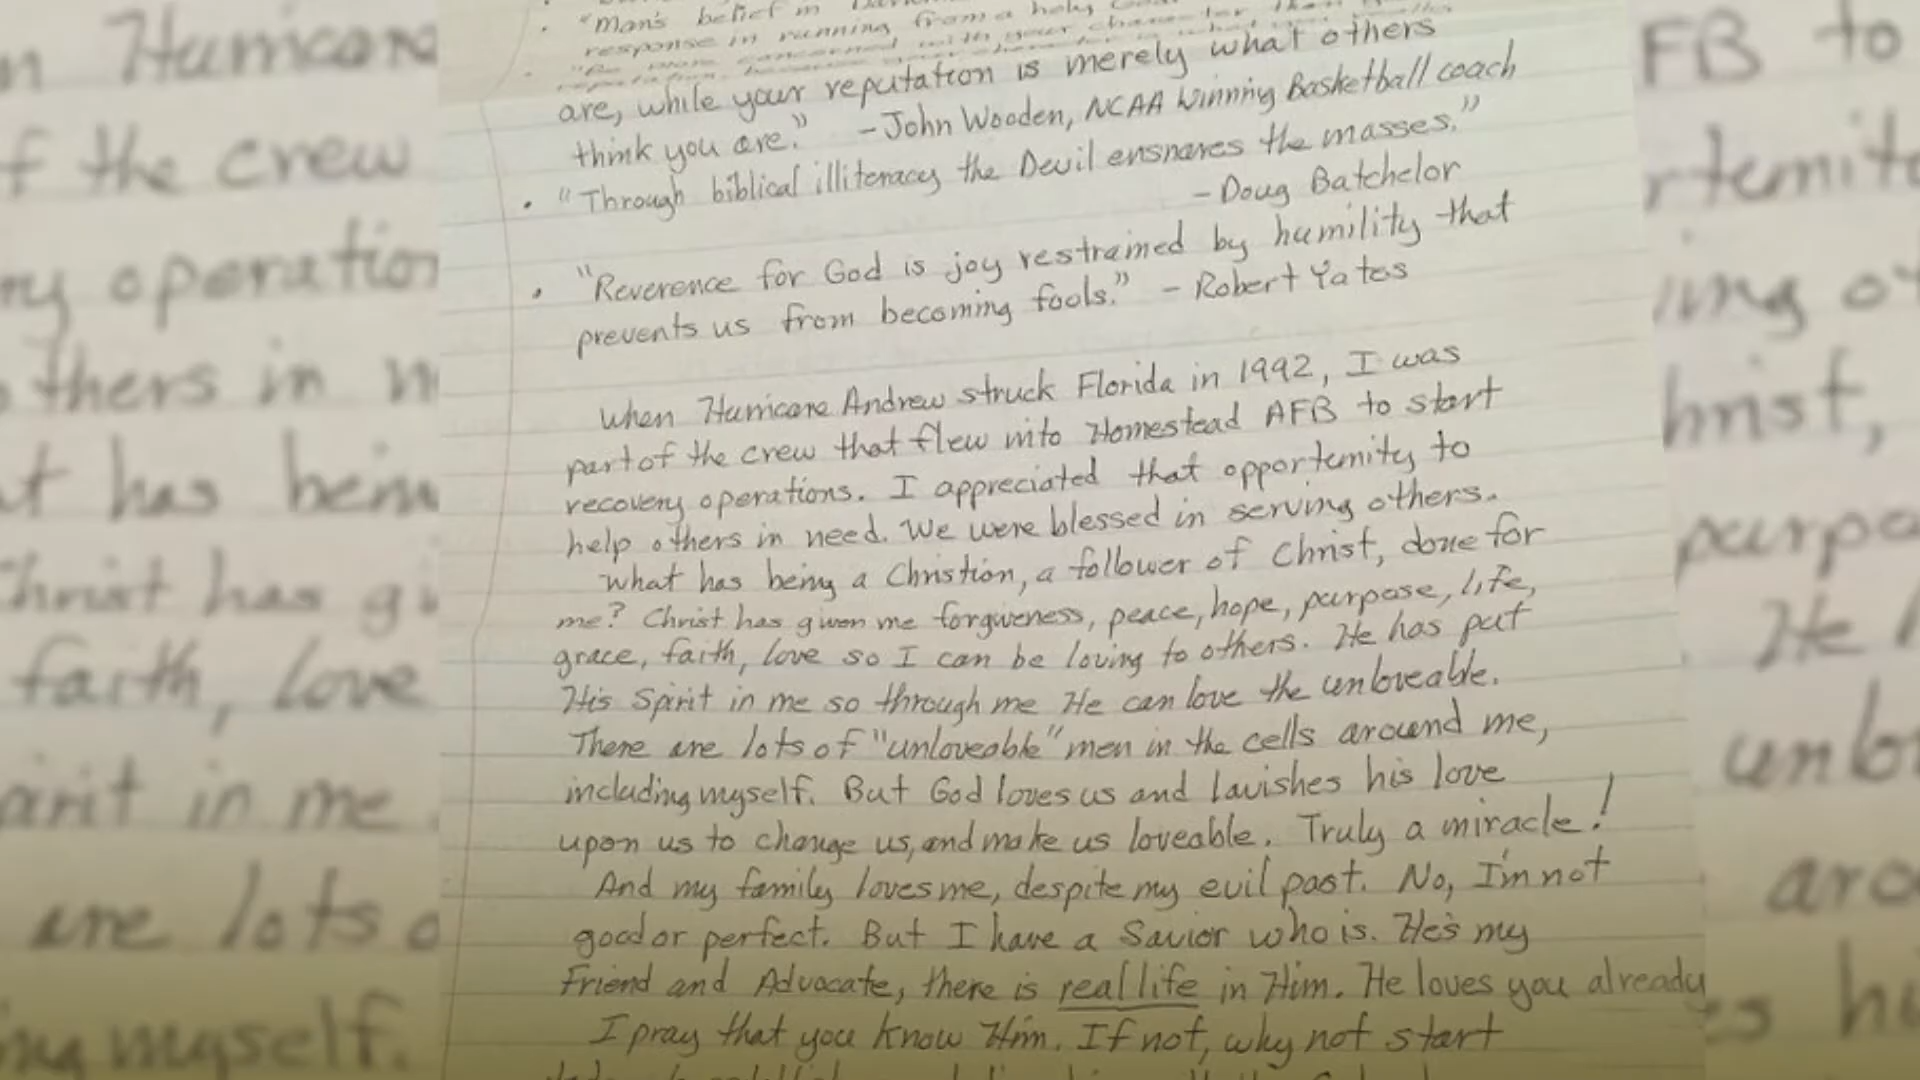 "Man's belief in
response in running from a holy God
are, while your reputation is merely what others
think you are." - John Wooden, NCAA Winning Basketball coach
• "Through biblical illiteracy the Devil ensnares the masses."
- Doug Batchelor
• "Reverence for God is joy restrained by humility that
prevents us from becoming fools." - Robert Yates
When Hurricane Andrew struck Florida in 1992, I was
part of the crew that flew into Homestead AFB to start
recovery operations. I appreciated that opportunity to
help others in need. We were blessed in serving others.
What has being a Christian, a follower of Christ, done for
me? Christ has given me forgiveness, peace, hope, purpose, life,
grace, faith, love so I can be loving to others. He has put
His Spirit in me so through me He can love the unloveable.
There are lots of "unloveable" men in the cells around me,
including myself. But God loves us and lavishes his love
upon us to change us, and make us loveable. Truly a miracle!
And my family loves me, despite my evil past. No, I'm not
good or perfect. But I have a Savior who is. He's my
Friend and Advocate, there is real life in Him. He loves you already
I pray that you know Him. If not, why not start